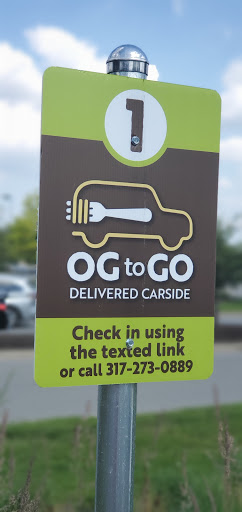 1
OG to GO
DELIVERED CARSIDE
Check in using
the texted link
or call 317-273-0889